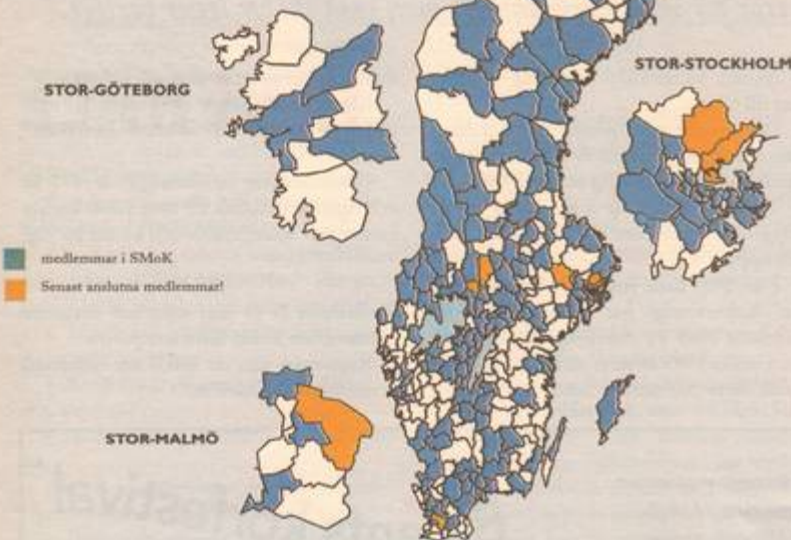 STOR-GÖTEBORG
STOR-STOCKHOLM
medlemmar i SMoK
Senast anslutna medlemmar!
STOR-MALMÖ